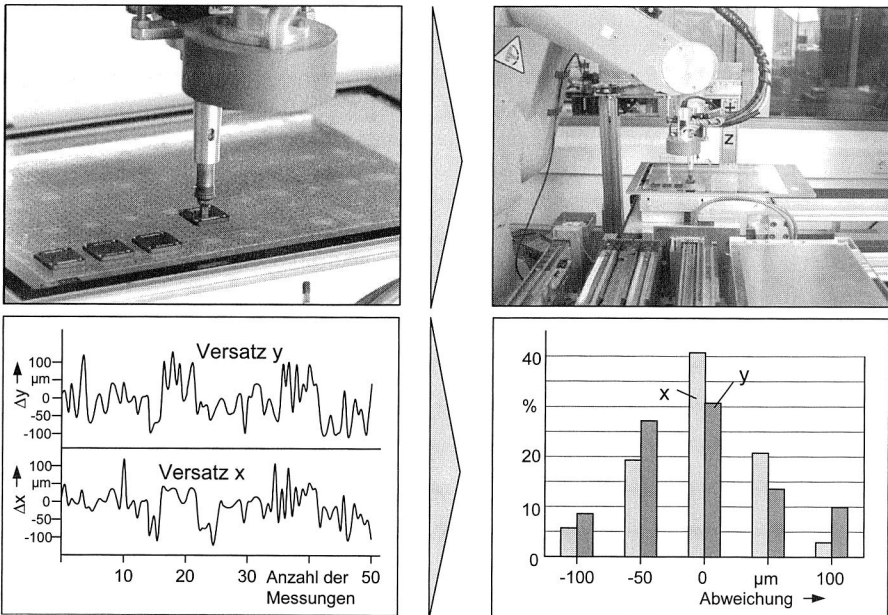 +
Z
Versatz y
100
µm
0
-50
-100
Δy
Versatz x
100
µm
0
-50
-100
Δx
10 20 30 Anzahl der 50
Messungen
40
%
20
10
0
x
y
-100 -50 0 µm 100
Abweichung